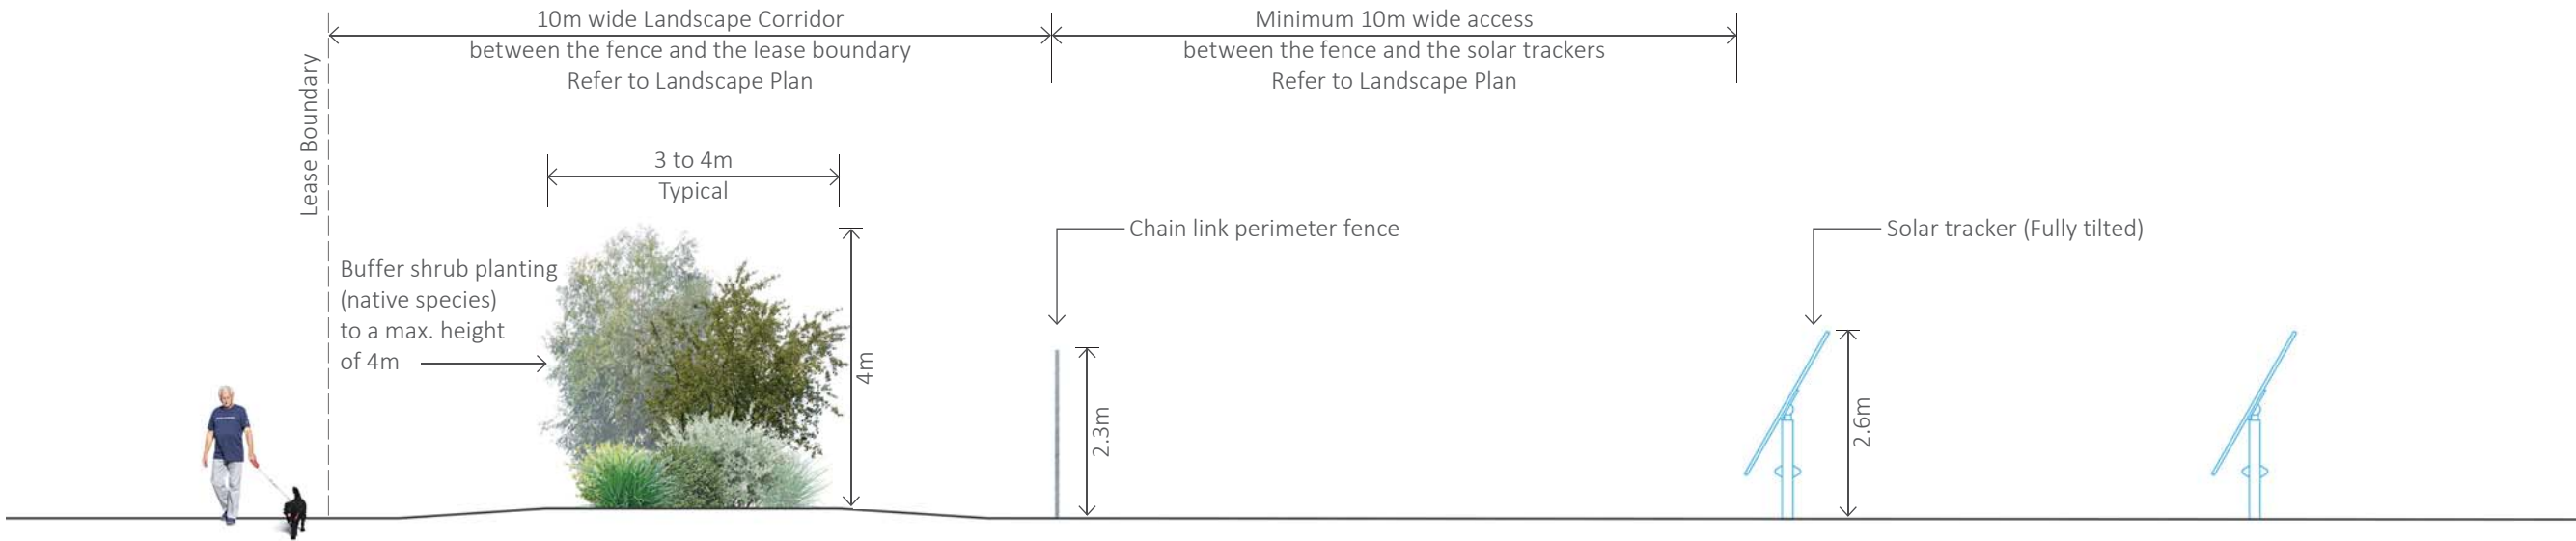 10m wide Landscape Corridor
between the fence and the lease boundary
Refer to Landscape Plan
Minimum 10m wide access
between the fence and the solar trackers
Refer to Landscape Plan
Lease Boundary
3 to 4m
Typical
Chain link perimeter fence
Solar tracker (Fully tilted)
Buffer shrub planting
(native species)
to a max. height
of 4m
4m
2.3m
2.6m